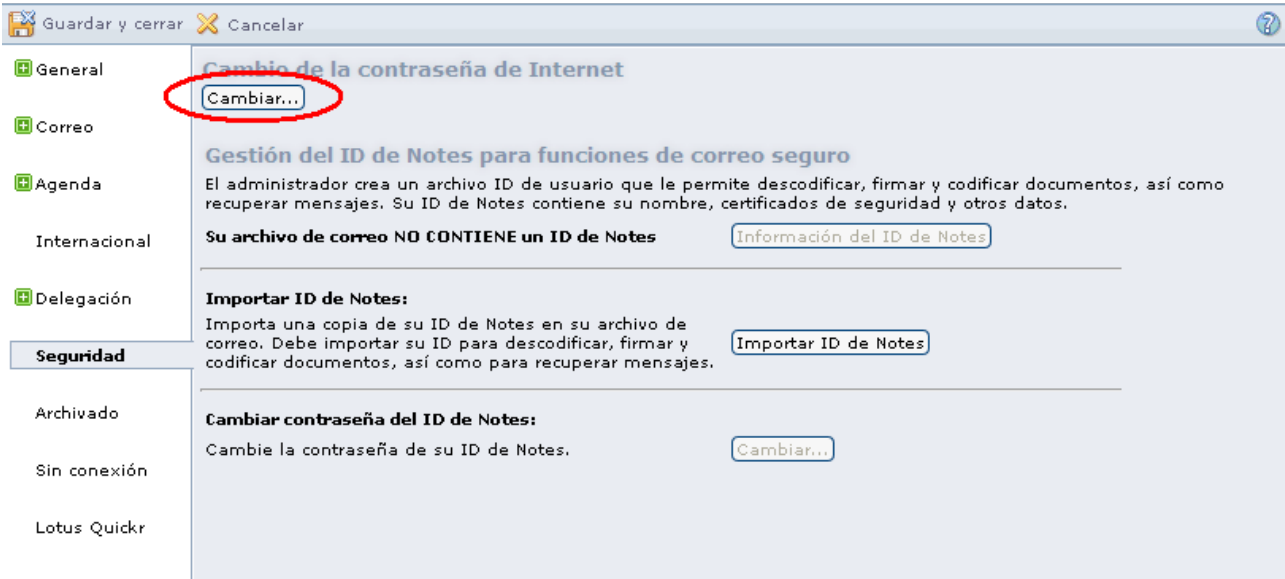 Guardar y cerrar Cancelar
General
Correo
Agenda
Internacional
Delegación
Seguridad
Archivado
Sin conexión
Lotus Quickr
Cambio de la contraseña de Internet
Cambiar...
Gestión del ID de Notes para funciones de correo seguro
El administrador crea un archivo ID de usuario que le permite descodificar, firmar y codificar documentos, así como
recuperar mensajes. Su ID de Notes contiene su nombre, certificados de seguridad y otros datos.
Su archivo de correo NO CONTIENE un ID de Notes Información del ID de Notes
Importar ID de Notes:
Importa una copia de su ID de Notes en su archivo de
correo. Debe importar su ID para descodificar, firmar y
codificar documentos, así como para recuperar mensajes.
Importar ID de Notes
Cambiar contraseña del ID de Notes:
Cambie la contraseña de su ID de Notes. Cambiar...